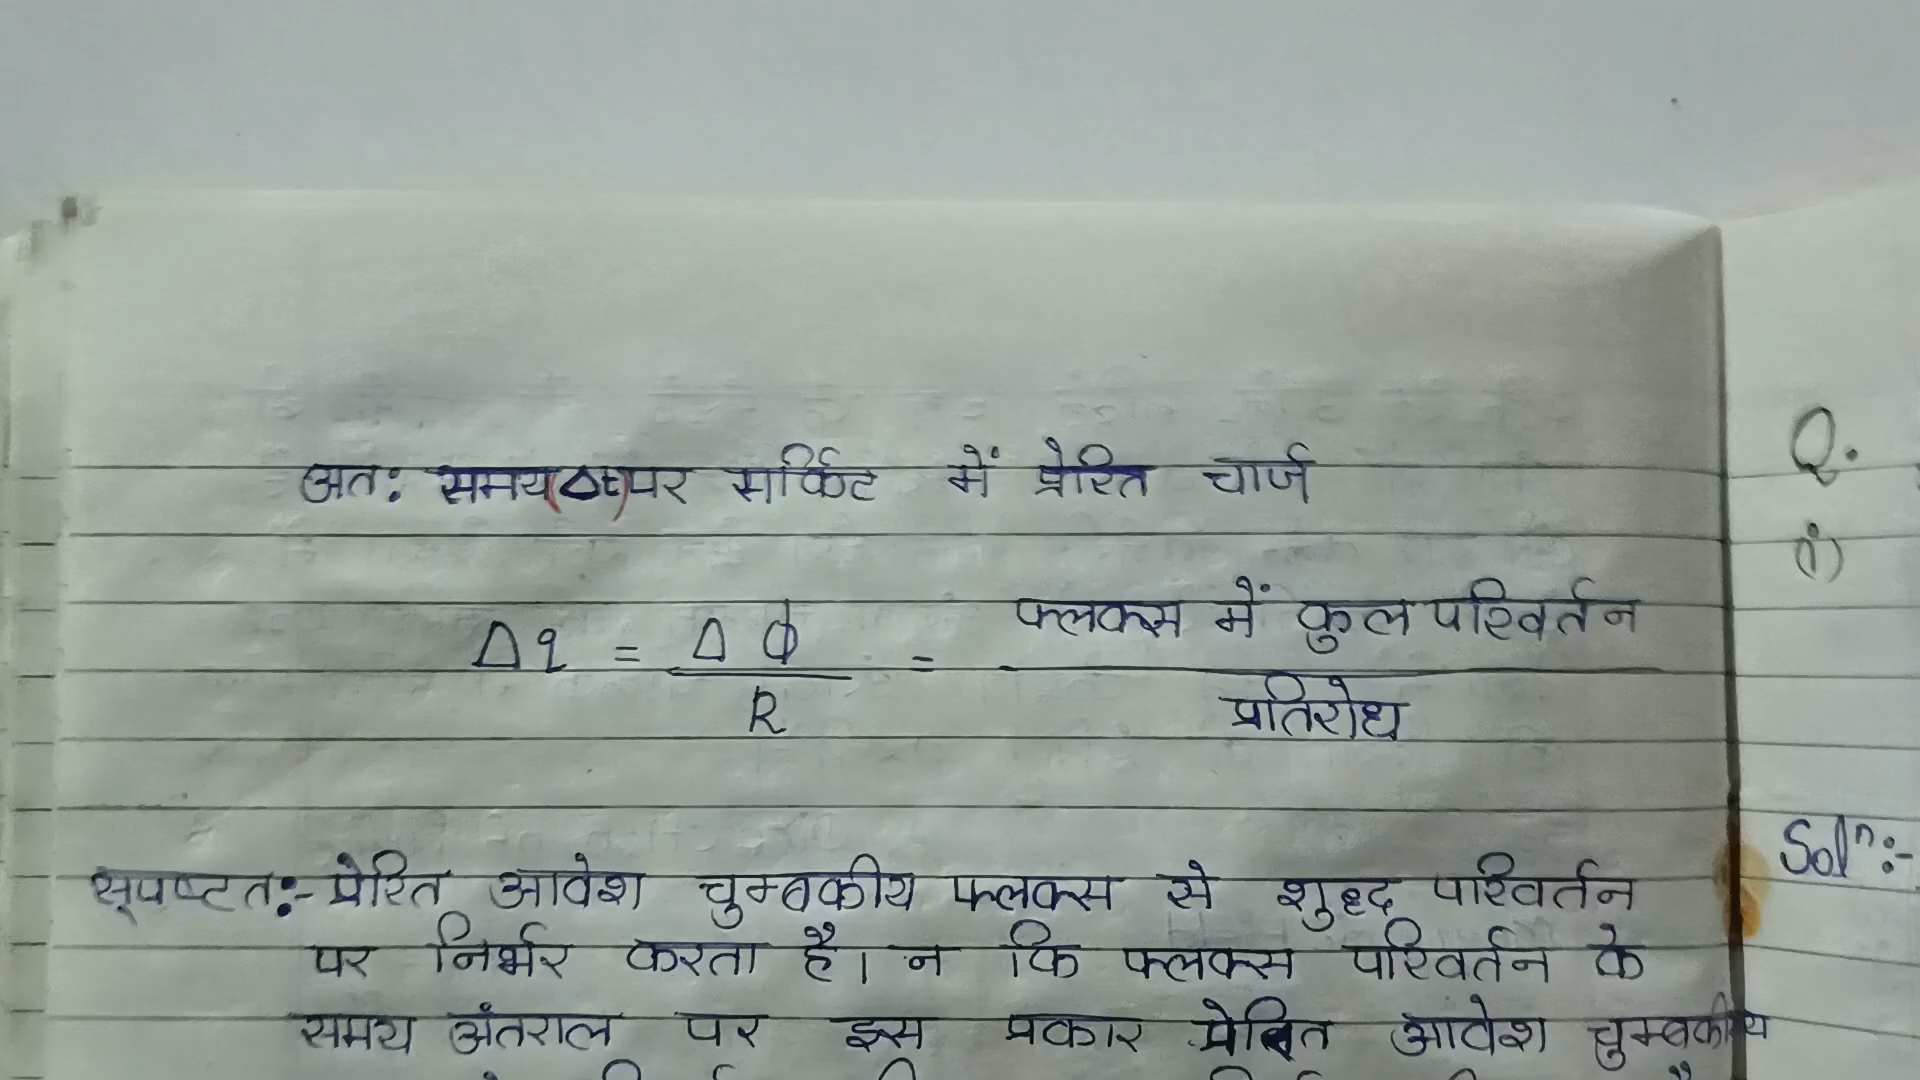 अतः समय(Δt)पर सर्किट में प्रेरित चार्ज
Δq = Δ Φ / R = फ्लक्स में कुल परिवर्तन / प्रतिरोध
स्पष्टतः:- प्रेरित आवेश चुम्बकीय फ्लक्स से शुद्ध परिवर्तन
पर निर्भर करता है। न कि फ्लक्स परिवर्तन के
समय अंतराल पर इस प्रकार प्रेरित आवेश चुम्बकीय
Q.
(i)
Solⁿ:-